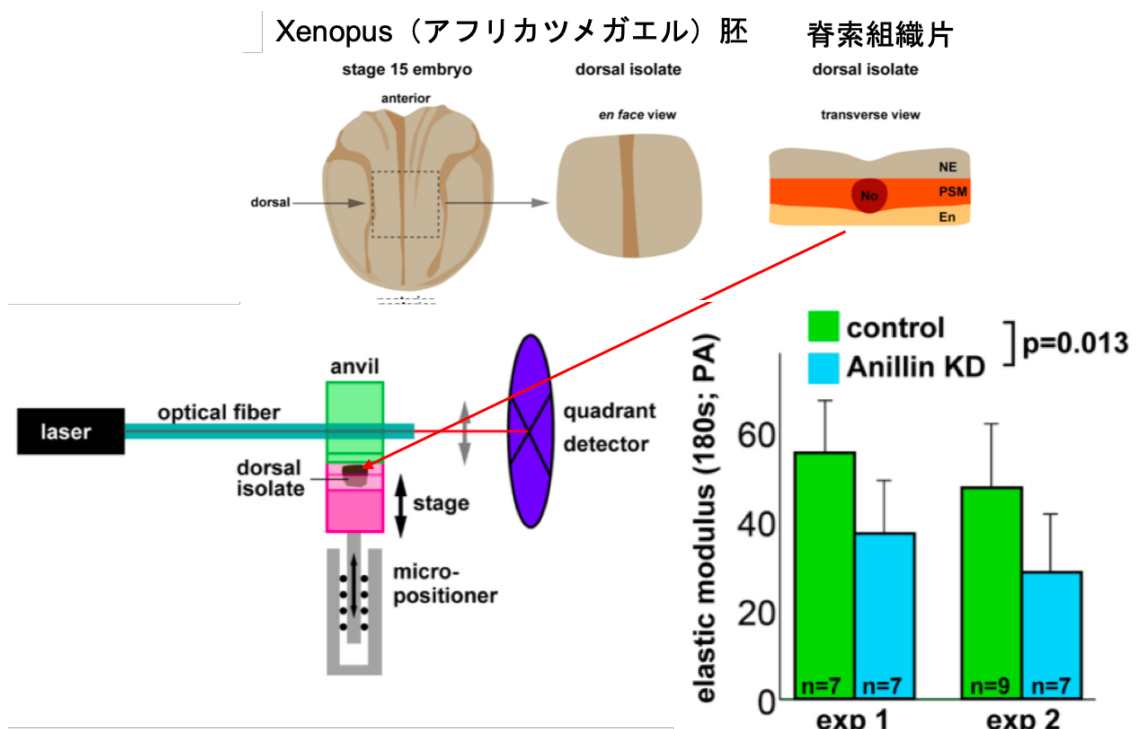 Xenopus（アフリカツメガエル）胚
脊索組織片
stage 15 embryo
dorsal isolate
dorsal isolate
anterior
en face view
transverse view
dorsal
NE
No
PSM
En
anvil
optical fiber
laser
quadrant
detector
dorsal
isolate
stage
micro-
positioner
control
Anillin KD
p=0.013
elastic modulus (180s; PA)
60
40
20
0
n=7
n=7
n=9
n=7
exp 1
exp 2